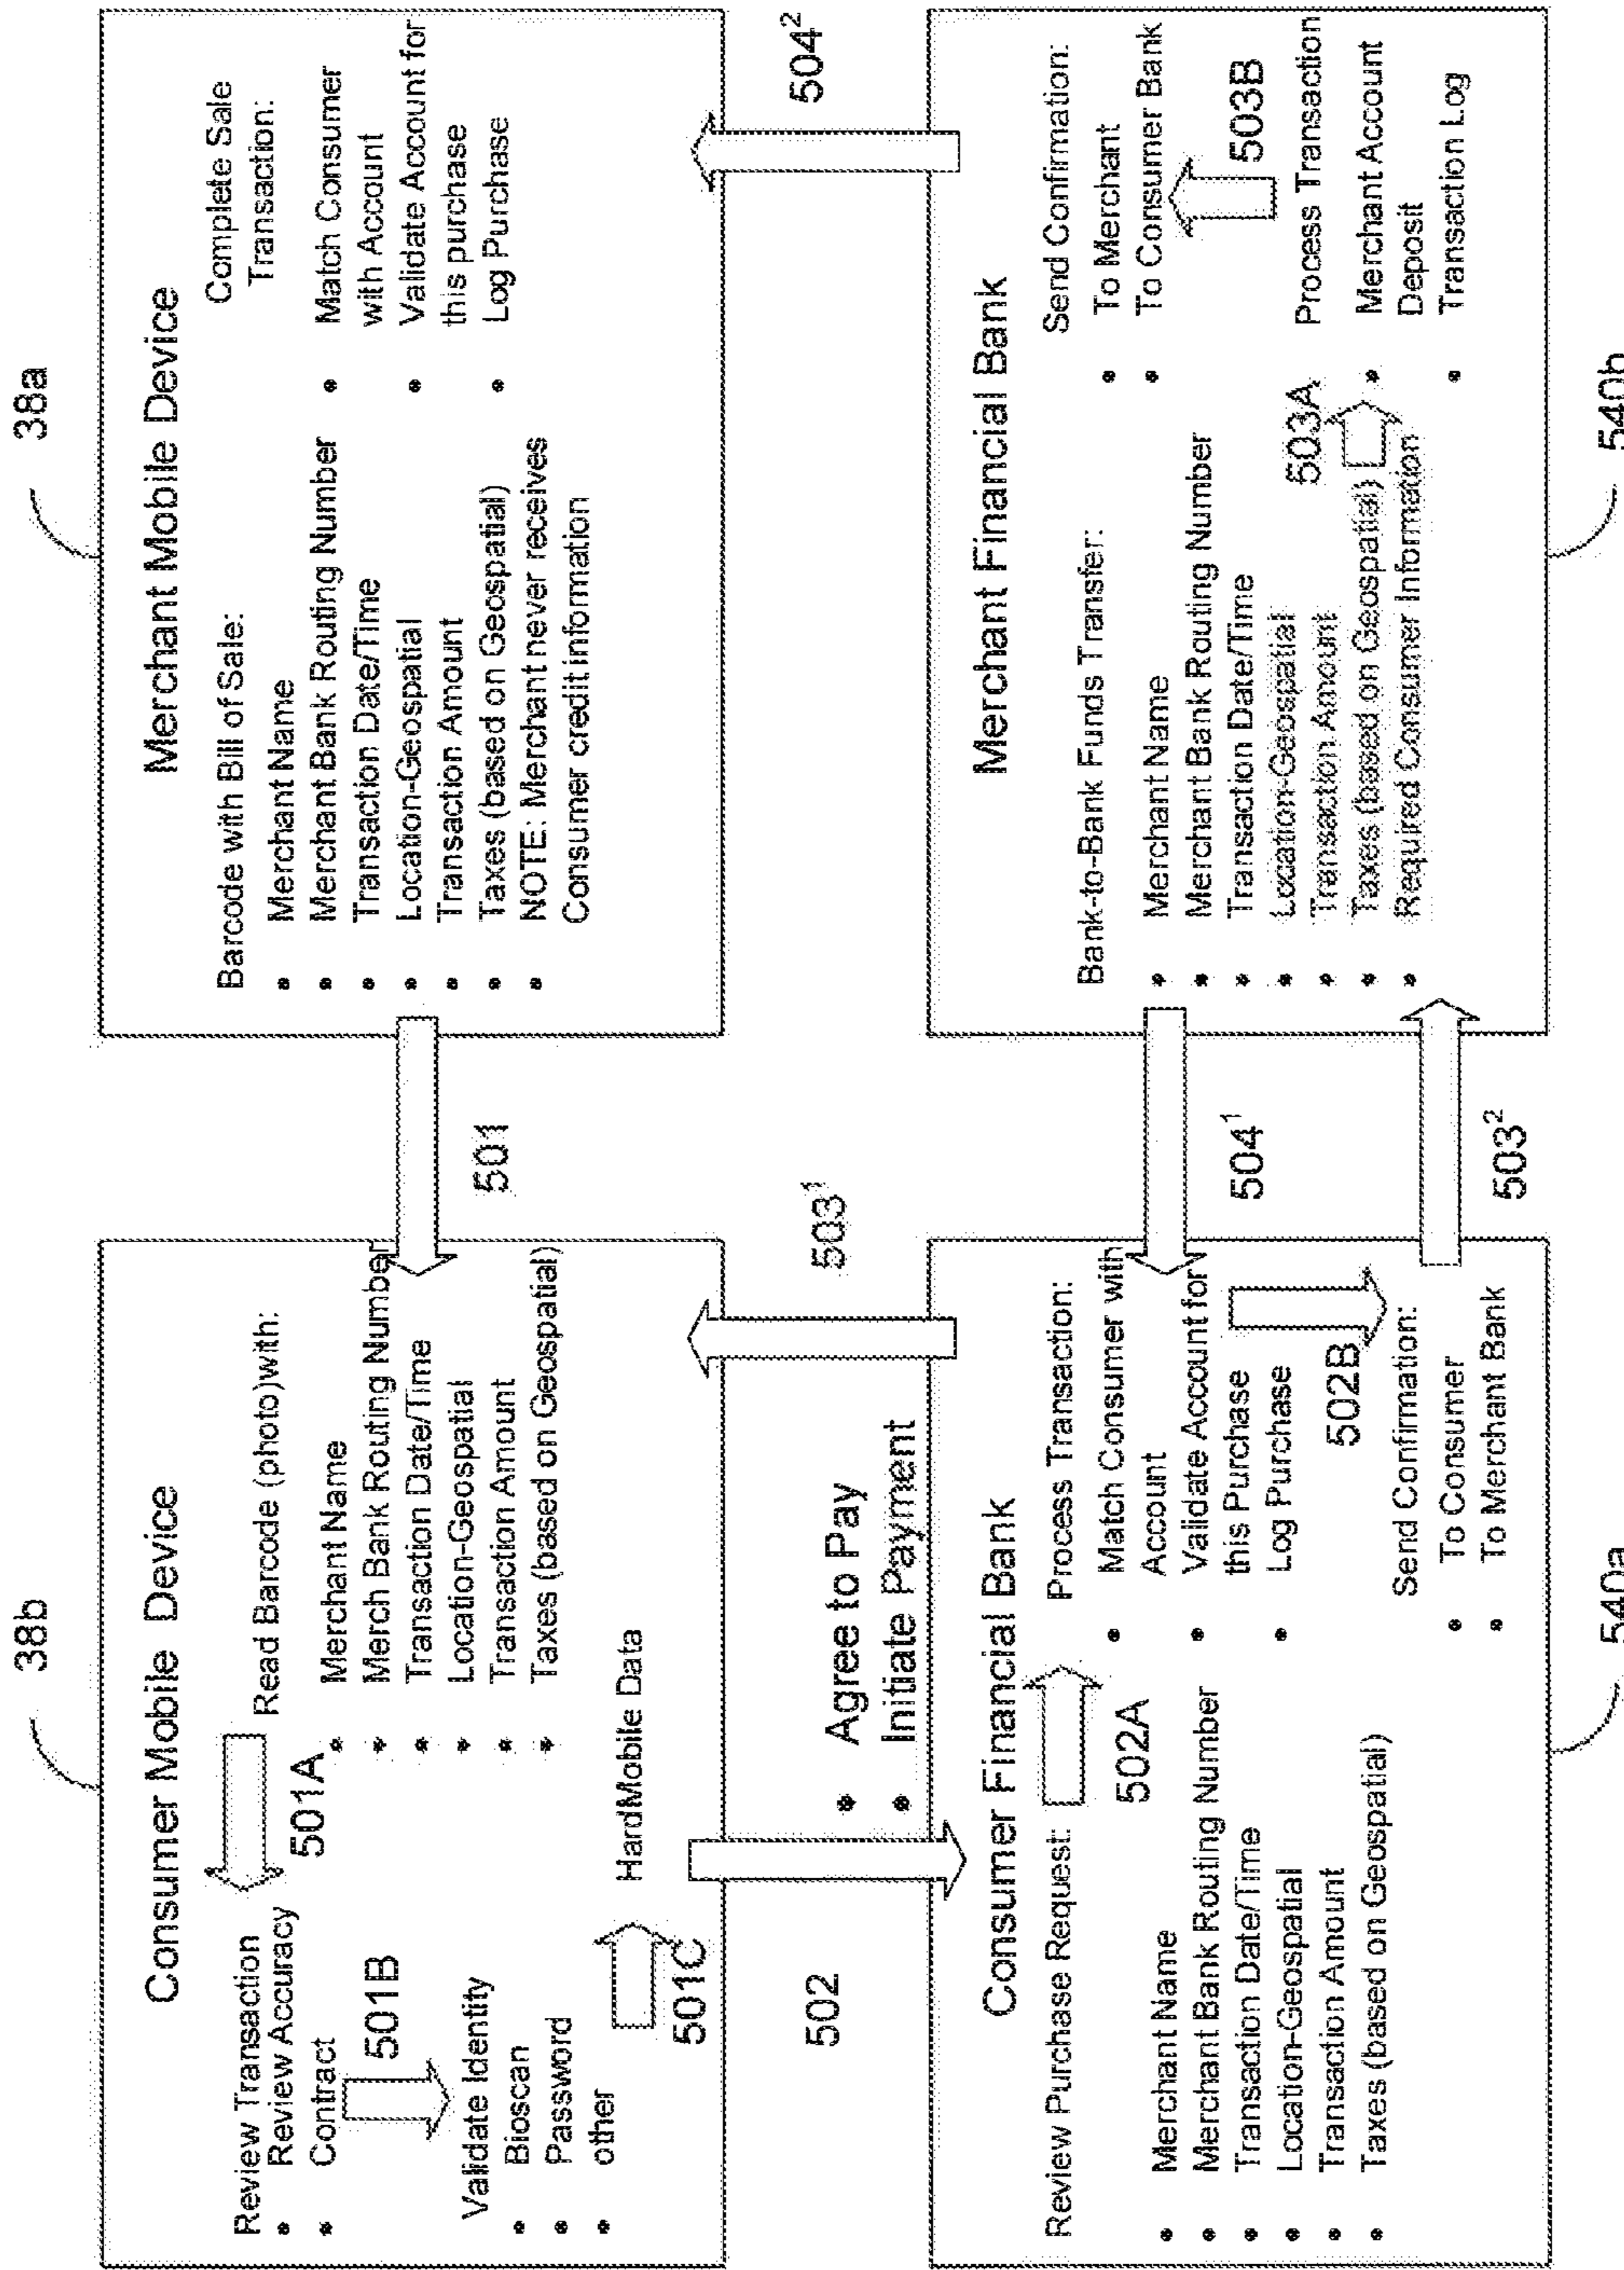 38b
Consumer Mobile Device
Review Transaction
• Review Accuracy
• Contract
501A
Read Barcode (photo)with:
• Merchant Name
• Merch Bank Routing Number
• Transaction Date/Time
• Location-Geospatial
• Transaction Amount
• Taxes (based on Geospatial)
501B
Validate Identity
• Bioscan
• Password
• other
501C
HardMobile Data
501
38a
Merchant Mobile Device
Barcode with Bill of Sale:
• Merchant Name
• Merchant Bank Routing Number
• Transaction Date/Time
• Location-Geospatial
• Transaction Amount
• Taxes (based on Geospatial)
• NOTE: Merchant never receives
Consumer credit information
Complete Sale
Transaction:
• Match Consumer
with Account
• Validate Account for
this purchase
• Log Purchase
502
• Agree to Pay
• Initiate Payment
503¹
504²
Consumer Financial Bank
Review Purchase Request:
• Merchant Name
• Merchant Bank Routing Number
• Transaction Date/Time
• Location-Geospatial
• Transaction Amount
• Taxes (based on Geospatial)
502A
Process Transaction:
• Match Consumer with
Account
• Validate Account for
this Purchase
• Log Purchase
502B
Send Confirmation:
• To Consumer
• To Merchant Bank
540a
504¹
503²
Merchant Financial Bank
Bank-to-Bank Funds Transfer:
• Merchant Name
• Merchant Bank Routing Number
• Transaction Date/Time
• Location-Geospatial
• Transaction Amount
• Taxes (based on Geospatial)
• Required Consumer Information
503A
Send Confirmation:
• To Merchant
• To Consumer Bank
503B
Process Transaction
• Merchant Account
Deposit
• Transaction Log
540b